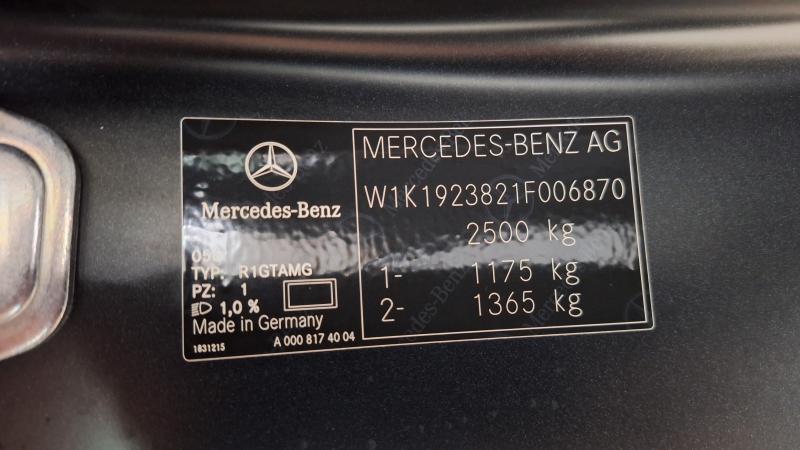 Mercedes-Benz
TYP: R1GTAMG
PZ: 1
1,0 %
Made in Germany
1831215 A 000 817 40 04
MERCEDES-BENZ AG
W1K1923821F006870
2500 kg
1- 1175 kg
2- 1365 kg